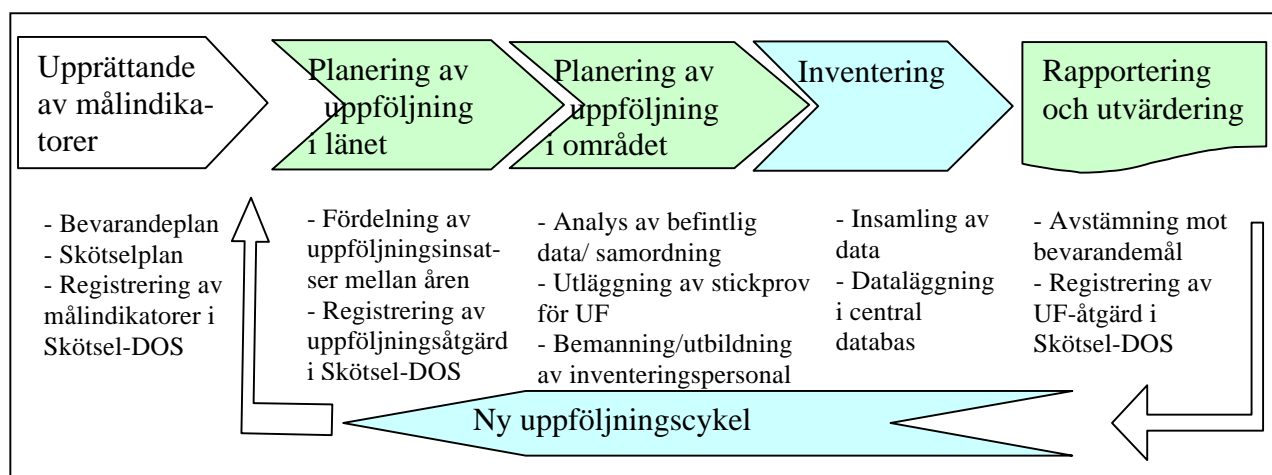 Upprättande
av målindika-
torer
Planering av
uppföljning
i länet
Planering av
uppföljning
i området
Inventering
Rapportering
och utvärdering
- Bevarandeplan
- Skötselplan
- Registrering av
målindikatorer i
Skötsel-DOS
- Fördelning av
uppföljningsinsat-
ser mellan åren
- Registrering av
uppföljningsåtgärd
i Skötsel-DOS
- Analys av befintlig
data/ samordning
- Utläggning av stickprov
för UF
- Bemanning/utbildning
av inventeringspersonal
- Insamling av
data
- Dataläggning
i central
databas
- Avstämning mot
bevarandemål
- Registrering av
UF-åtgärd i
Skötsel-DOS
Ny uppföljningscykel